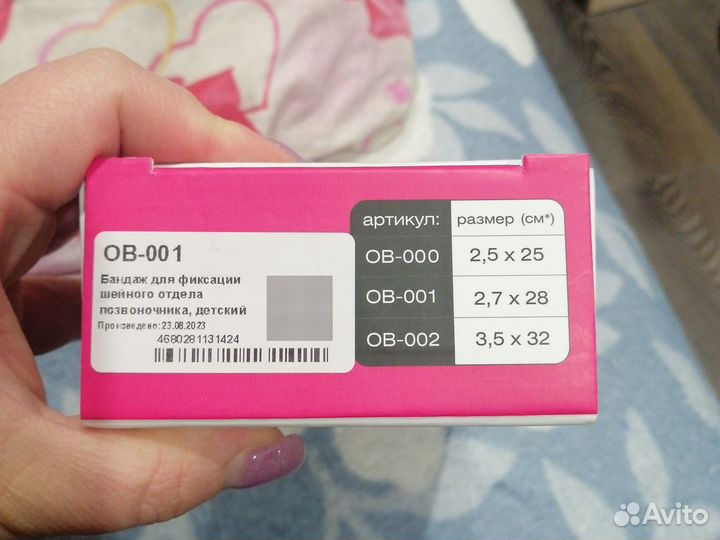 OB-001
Бандаж для фиксации
шейного отдела
позвоночника, детский
Произведено: 23.08.2023
4680281131424
артикул: размер (см*)
OB-000 2,5 x 25
OB-001 2,7 x 28
OB-002 3,5 x 32
Avito